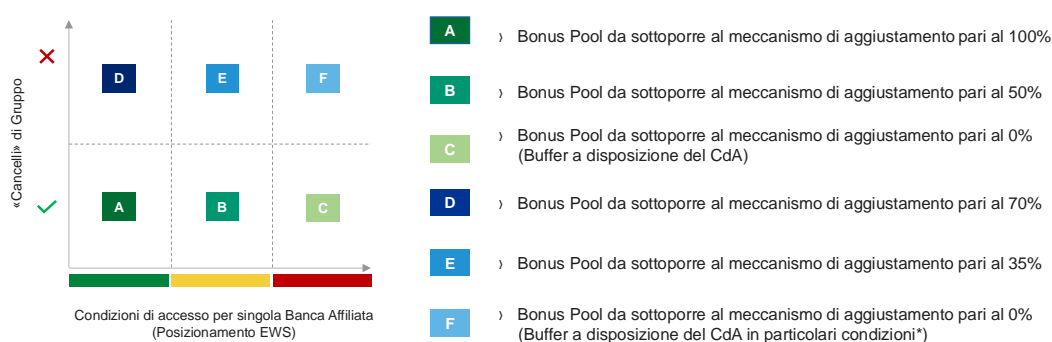 «Cancelli» di Gruppo
D
E
F
A
B
C
Condizioni di accesso per singola Banca Affiliata
(Posizionamento EWS)
A
› Bonus Pool da sottoporre al meccanismo di aggiustamento pari al 100%
B
› Bonus Pool da sottoporre al meccanismo di aggiustamento pari al 50%
C
› Bonus Pool da sottoporre al meccanismo di aggiustamento pari al 0%
(Buffer a disposizione del CdA)
D
› Bonus Pool da sottoporre al meccanismo di aggiustamento pari al 70%
E
› Bonus Pool da sottoporre al meccanismo di aggiustamento pari al 35%
F
› Bonus Pool da sottoporre al meccanismo di aggiustamento pari al 0%
(Buffer a disposizione del CdA in particolari condizioni*)